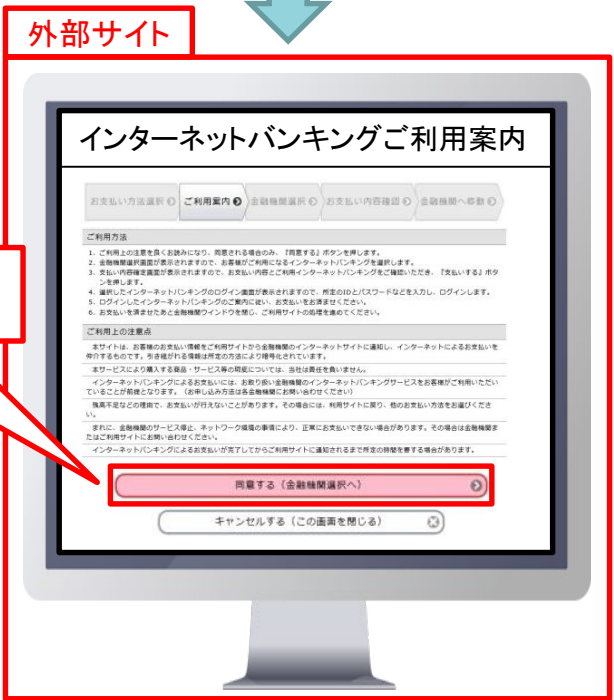 外部サイト
インターネットバンキングご利用案内
お支払い方法選択
ご利用案内
金融機関選択
お支払い内容確認
金融機関へ移動
ご利用方法
1. ご利用上の注意を良くお読みになり、同意される場合のみ、『同意する』ボタンを押します。
2. 金融機関選択画面が表示されますので、お客様がご利用になるインターネットバンキングを選択します。
3. 支払い内容確定画面が表示されますので、お支払い内容とご利用インターネットバンキングをご確認いただき、『支払いする』ボタ
ンを押します。
4. 選択したインターネットバンキングのログイン画面が表示されますので、所定のIDとパスワードなどを入力し、ログインします。
5. ログインしたインターネットバンキングのご案内に従い、お支払いをお済ませください。
6. お支払いを済ませたあと金融機関ウインドウを閉じ、ご利用サイトの処理を進めてください。
ご利用上の注意点
本サイトは、お客様のお支払い情報をご利用サイトから金融機関のインターネットサイトに通知し、インターネットによるお支払いを
仲介するものです。引き継がれる情報は所定の方法により暗号化されています。
本サービスにより購入する商品・サービス等の瑕疵については、当社は責任を負いません。
インターネットバンキングによるお支払いには、お取り扱い金融機関のインターネットバンキングサービスをお客様がご利用いただい
ていることが前提となります。（お申し込み方法は各金融機関にお問い合わせください）
残高不足などの理由で、お支払いが行えないことがあります。その場合には、利用サイトに戻り、他のお支払い方法をお選びくださ
い。
まれに、金融機関のサービス停止、ネットワーク環境の事情により、正常にお支払いできない場合があります。その場合は金融機関ま
たはご利用サイトにお問い合わせください。
インターネットバンキングによるお支払いが完了してからご利用サイトに通知されるまで所定の時間を要する場合があります。
同意する（金融機関選択へ）
キャンセルする（この画面を閉じる）